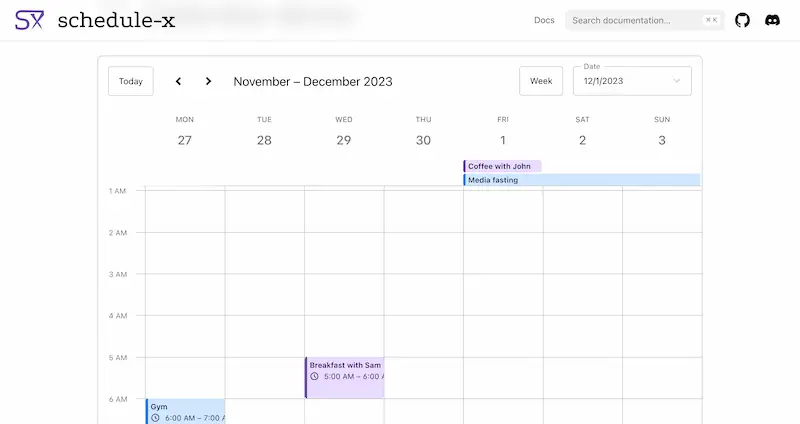 SX schedule-x
Docs
Search documentation... ⌘ K
Today
November – December 2023
Week
Date
12/1/2023
MON TUE WED THU FRI SAT SUN
27 28 29 30 1 2 3
Coffee with John
Media fasting
1 AM
2 AM
3 AM
4 AM
5 AM
Breakfast with Sam
5:00 AM – 6:00
6 AM
Gym
6:00 AM – 7:00